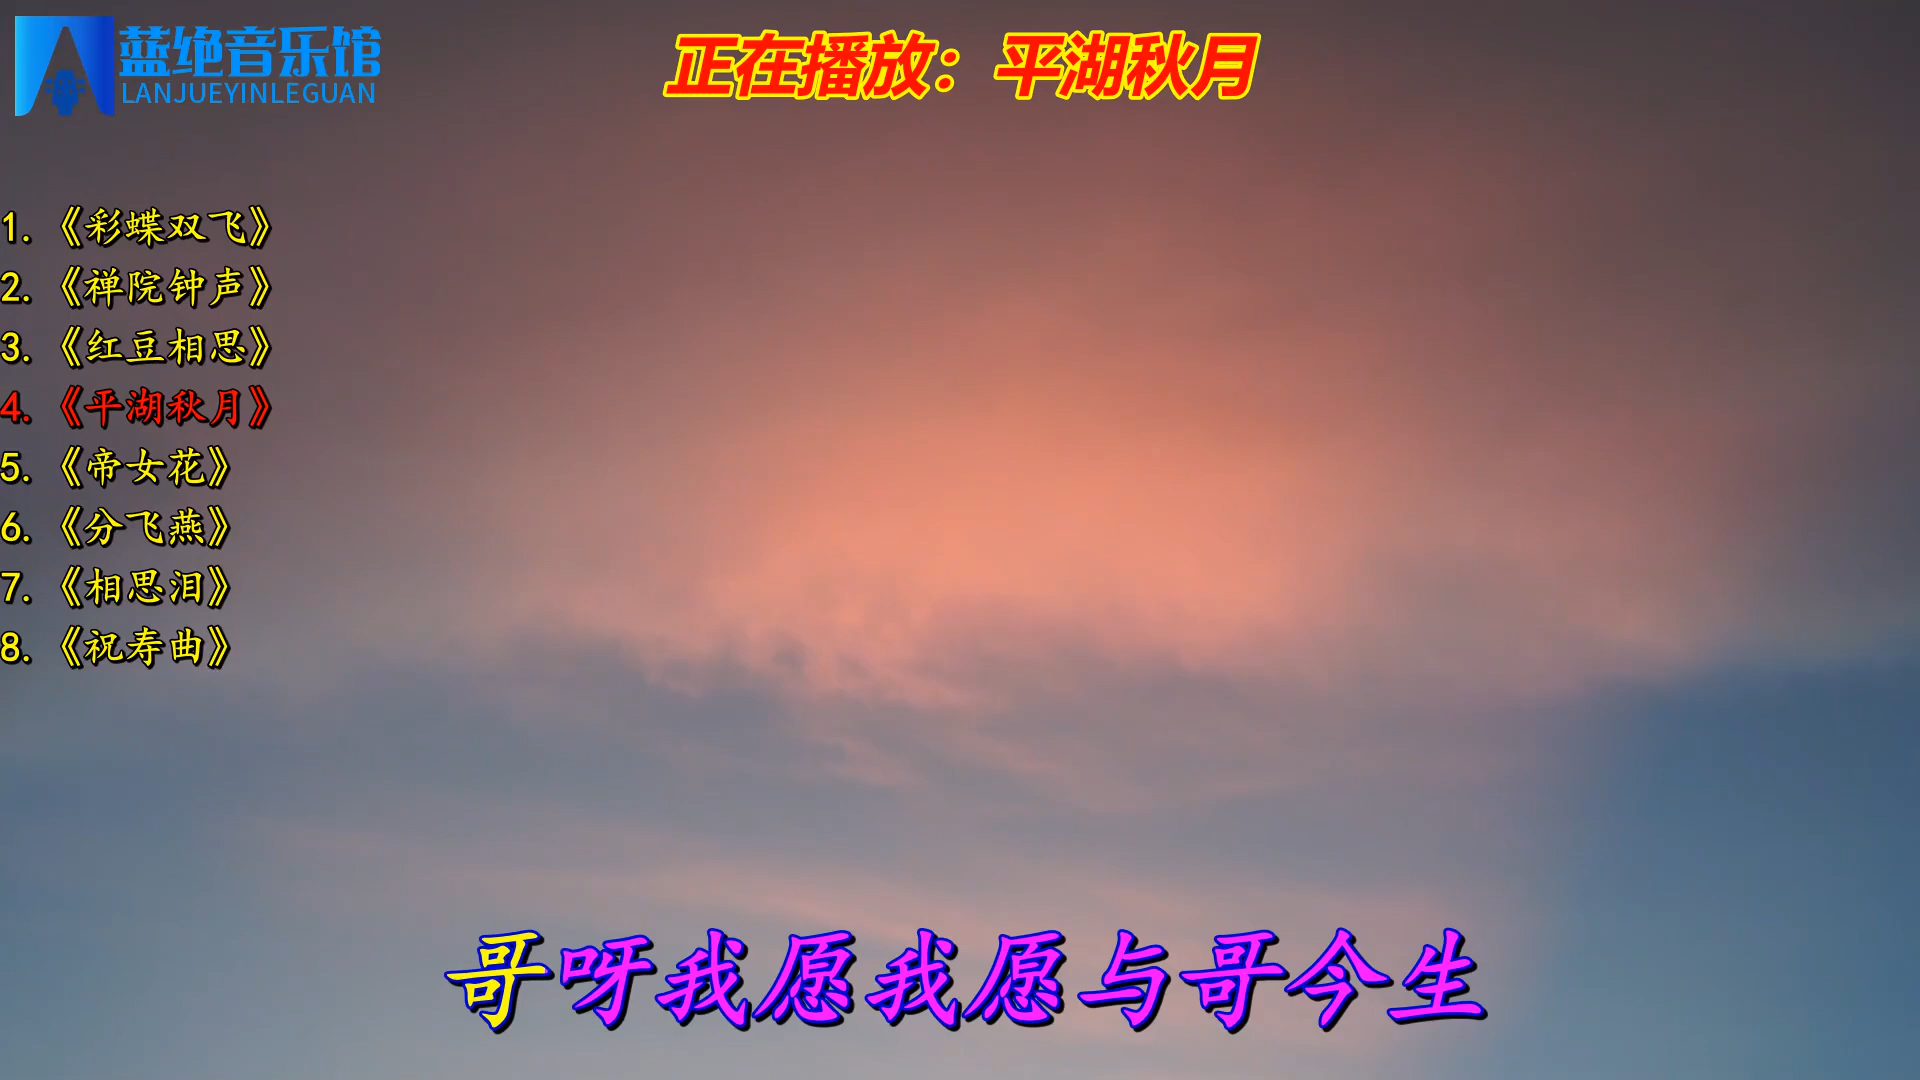 蓝绝音乐馆
LANJUEYINLEGUAN
正在播放：平湖秋月
1.《彩蝶双飞》
2.《禅院钟声》
3.《红豆相思》
4.《平湖秋月》
5.《帝女花》
6.《分飞燕》
7.《相思泪》
8.《祝寿曲》
哥呀我愿我愿与哥今生